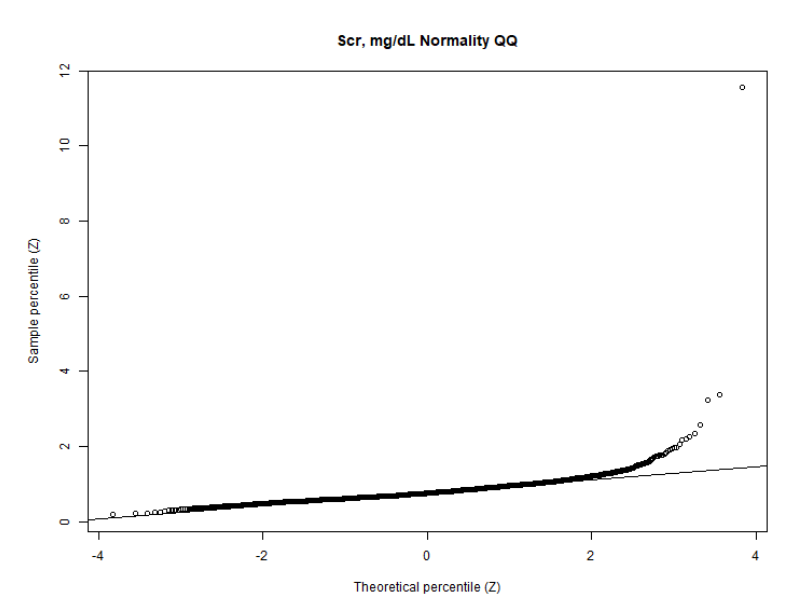 Scr, mg/dL Normality QQ
12
10
8
6
4
2
0
Sample percentile (Z)
-4 -2 0 2 4
Theoretical percentile (Z)